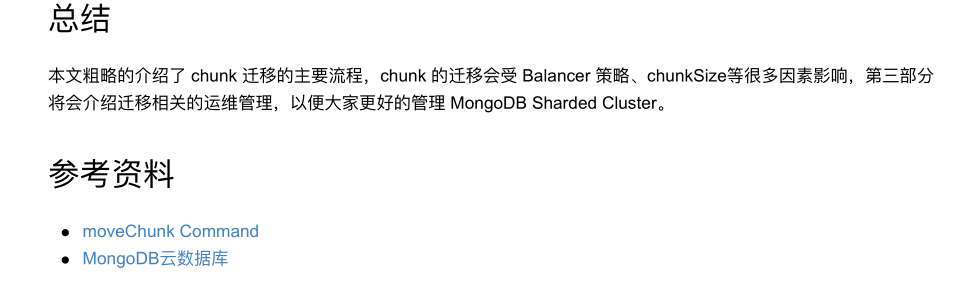 总结
本文粗略的介绍了 chunk 迁移的主要流程，chunk 的迁移会受 Balancer 策略、chunkSize等很多因素影响，第三部分
将会介绍迁移相关的运维管理，以便大家更好的管理 MongoDB Sharded Cluster。
参考资料
moveChunk Command
MongoDB云数据库